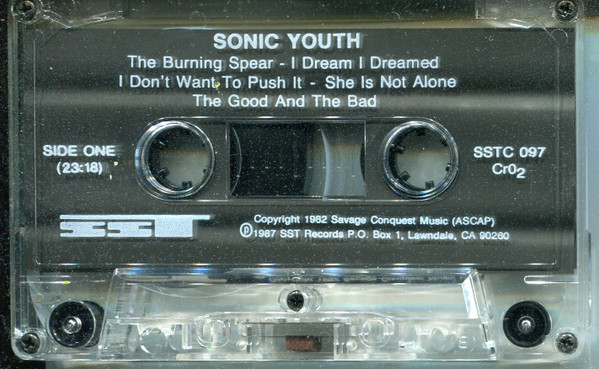 SONIC YOUTH
The Burning Spear - I Dream I Dreamed
I Don't Want To Push It - She Is Not Alone
The Good And The Bad
SIDE ONE
(23:18)
SSTC 097
CrO₂
SST
Copyright 1982 Savage Conquest Music (ASCAP)
Ⓟ1987 SST Records P.O. Box 1, Lawndale, CA 90260